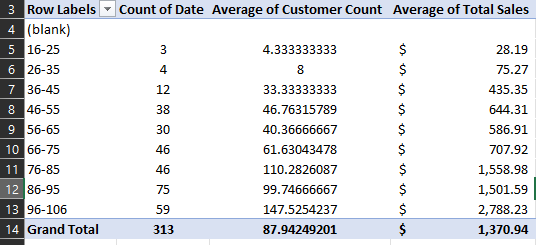 3 Row Labels Count of Date Average of Customer Count Average of Total Sales
4 (blank)
5 16-25 3 4.333333333 $ 28.19
6 26-35 4 8 $ 75.27
7 36-45 12 33.33333333 $ 435.35
8 46-55 38 46.76315789 $ 644.31
9 56-65 30 40.36666667 $ 586.91
10 66-75 46 61.63043478 $ 707.92
11 76-85 46 110.2826087 $ 1,558.98
12 86-95 75 99.74666667 $ 1,501.59
13 96-106 59 147.5254237 $ 2,788.23
14 Grand Total 313 87.94249201 $ 1,370.94